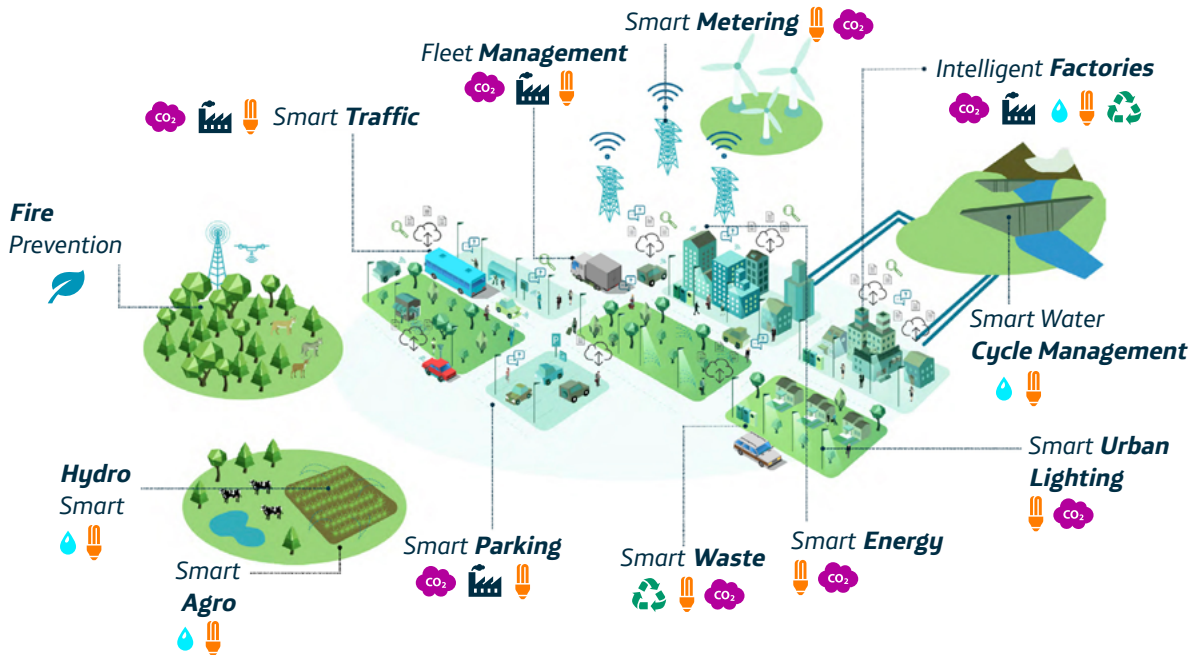 Smart Metering
CO₂
Fleet Management
CO₂
Intelligent Factories
CO₂
CO₂
Smart Traffic
Fire
Prevention
Smart Water
Cycle Management
Smart Urban
Lighting
CO₂
Hydro
Smart
Smart
Agro
Smart Parking
CO₂
Smart Waste
CO₂
Smart Energy
CO₂
P